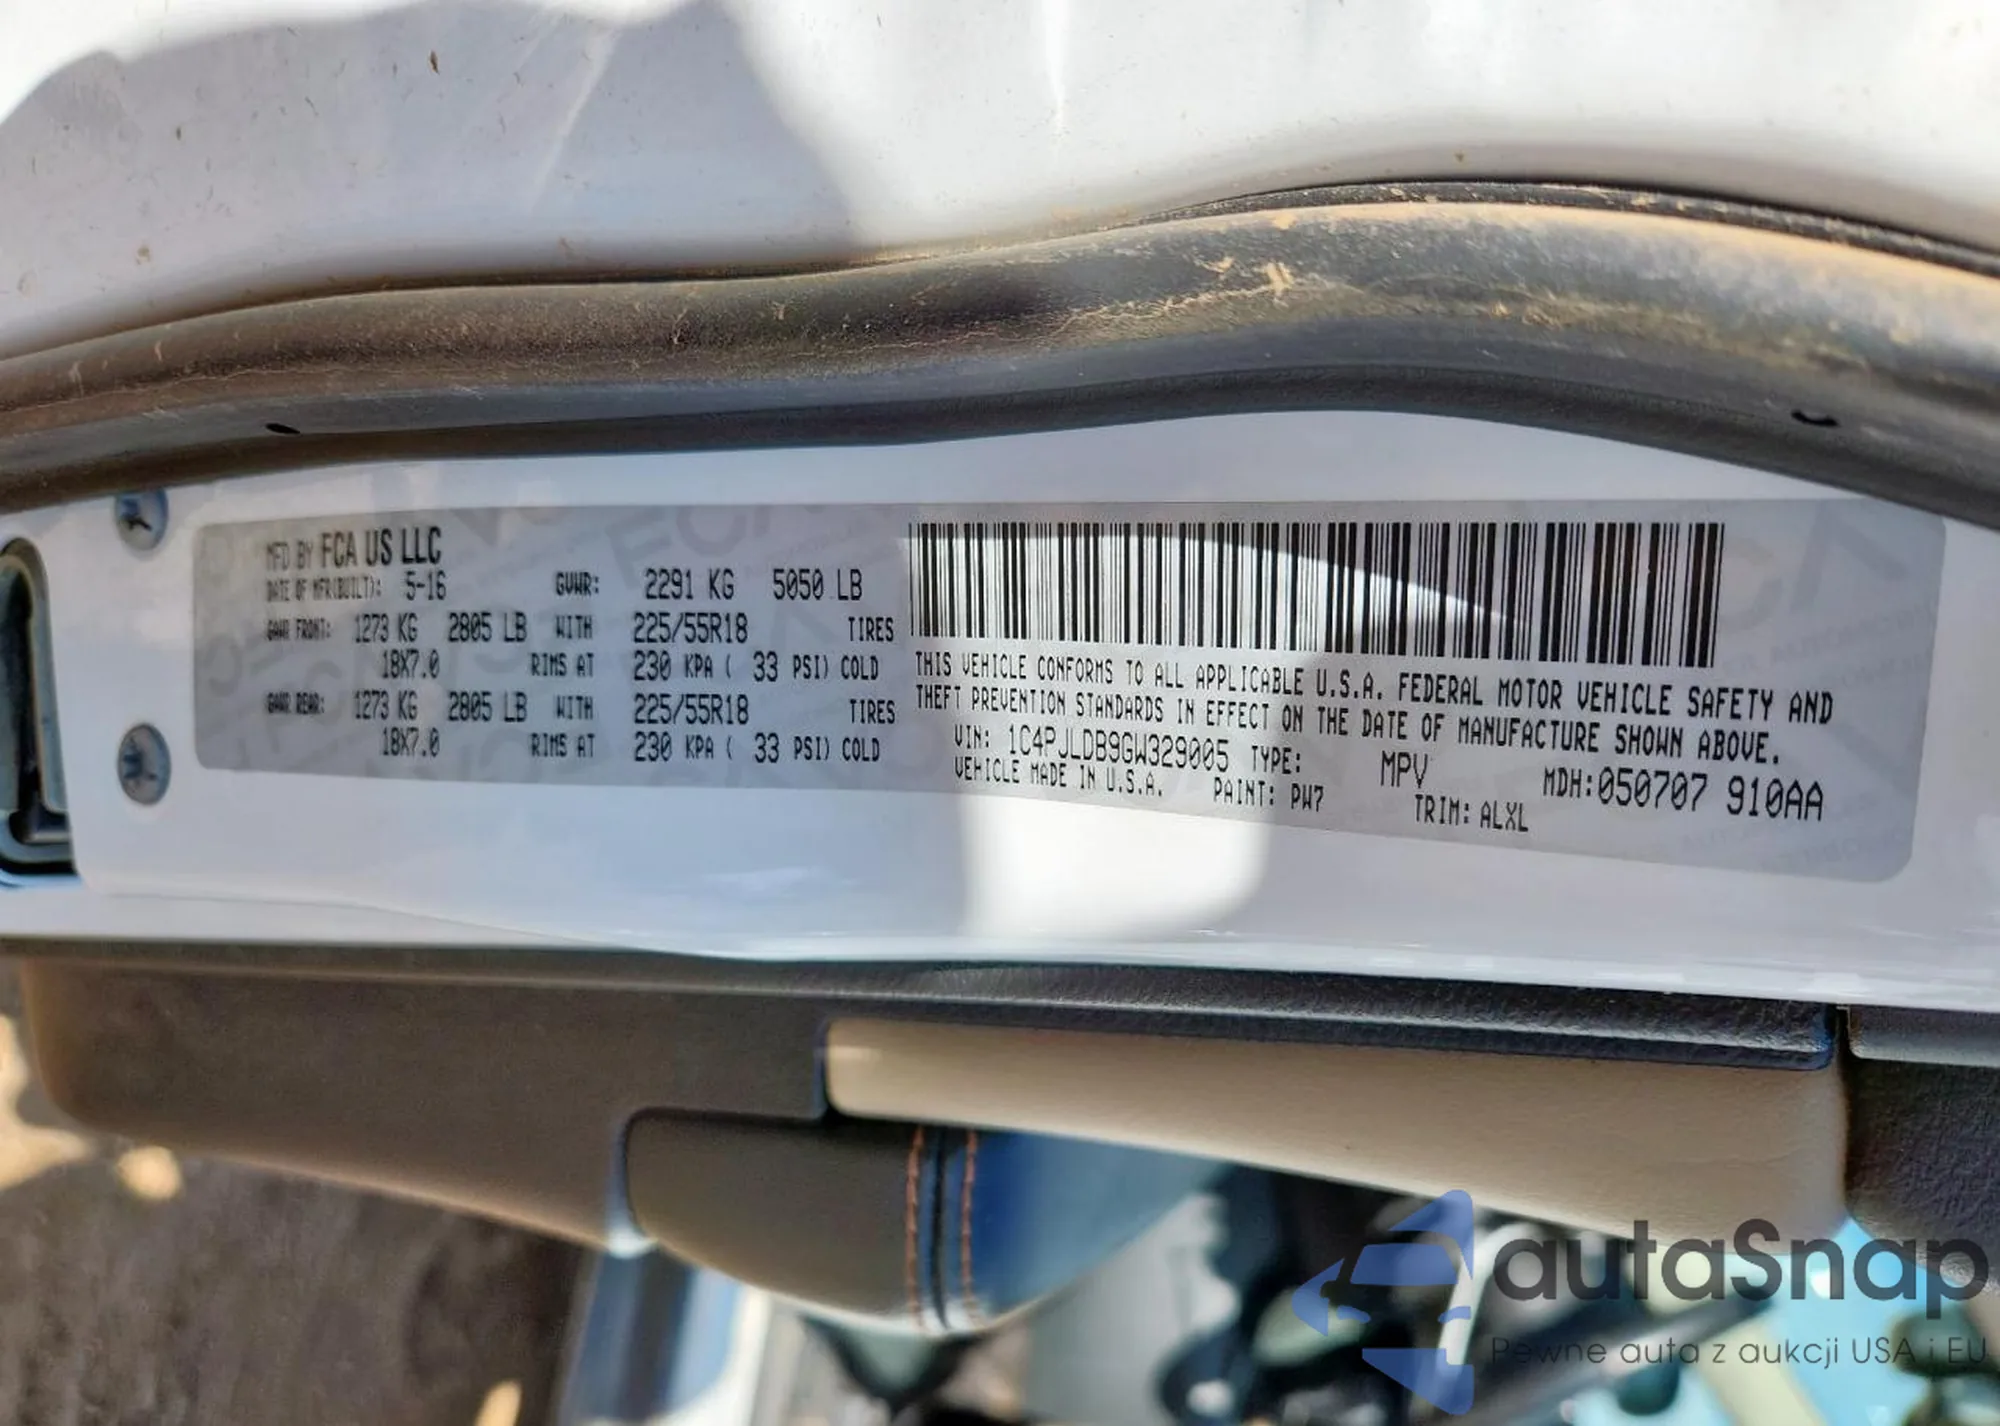 MFD BY FCA US LLC
DATE OF MFR(BUILT): 5-16 GVWR: 2291 KG 5050 LB
GAWR FRONT: 1273 KG 2805 LB WITH 225/55R18 TIRES
18X7.0 RIMS AT 230 KPA ( 33 PSI) COLD
GAWR REAR: 1273 KG 2805 LB WITH 225/55R18 TIRES
18X7.0 RIMS AT 230 KPA ( 33 PSI) COLD
THIS VEHICLE CONFORMS TO ALL APPLICABLE U.S.A. FEDERAL MOTOR VEHICLE SAFETY AND
THEFT PREVENTION STANDARDS IN EFFECT ON THE DATE OF MANUFACTURE SHOWN ABOVE.
VIN: 1C4PJLDB9GW329005 TYPE: MPV MDH:050707 910AA
VEHICLE MADE IN U.S.A. PAINT: PW7 TRIM: ALXL
autaSnap
Pewne auta z aukcji USA i EU